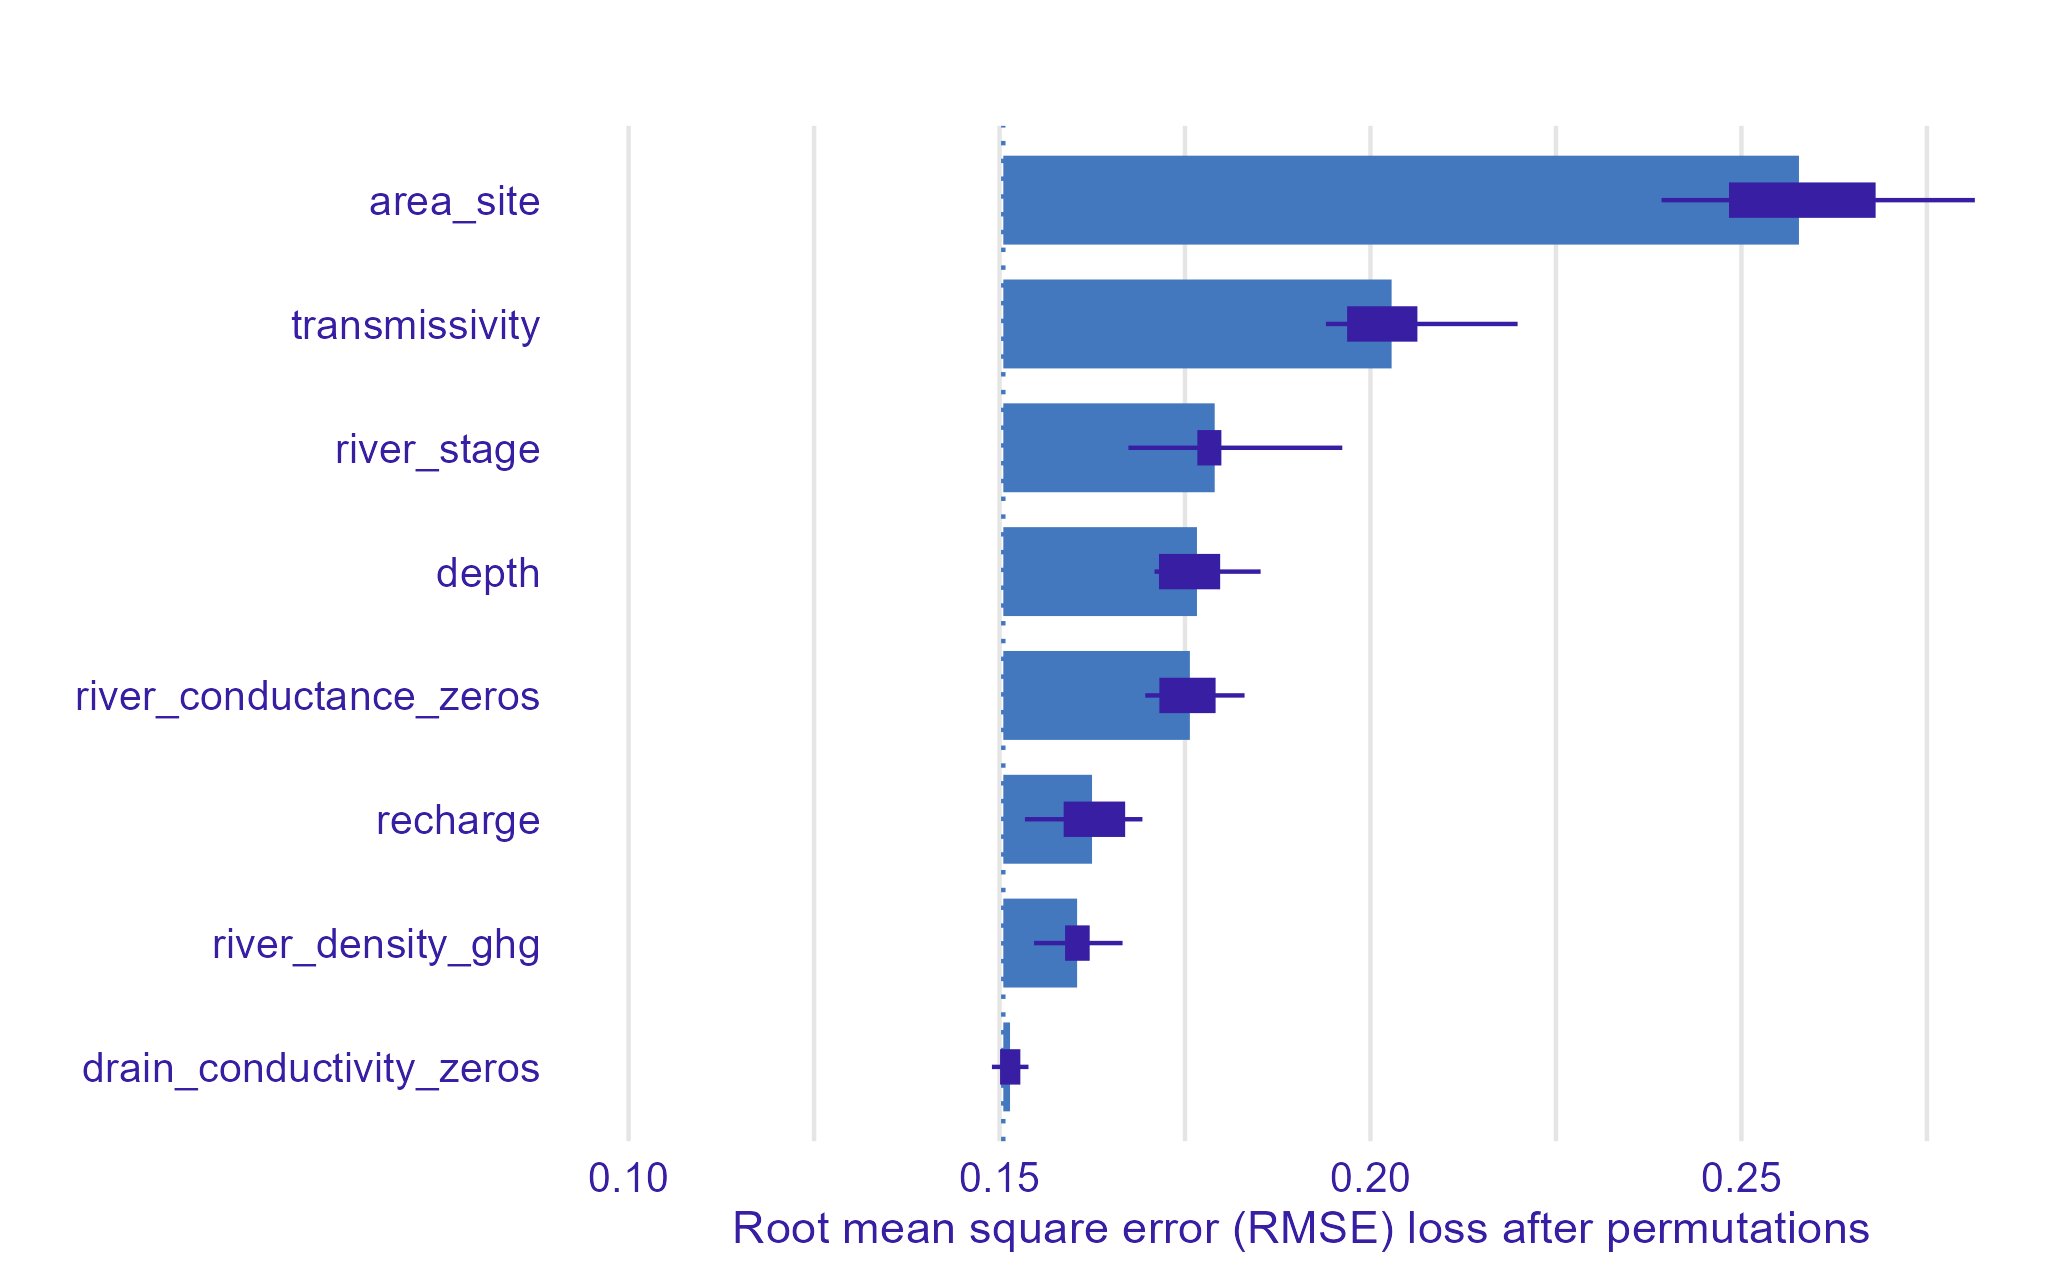 area_site
transmissivity
river_stage
depth
river_conductance_zeros
recharge
river_density_ghg
drain_conductivity_zeros
0.10 0.15 0.20 0.25
Root mean square error (RMSE) loss after permutations